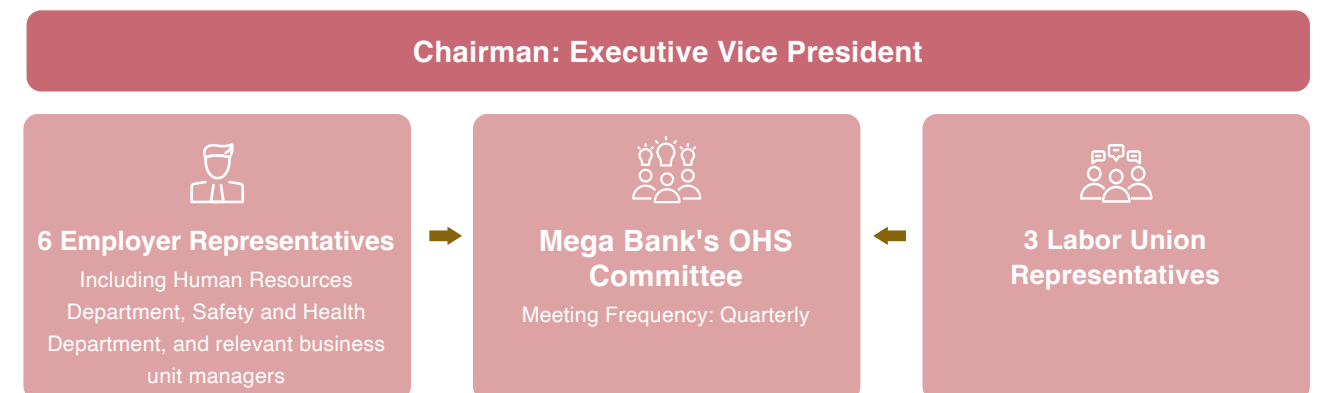 Chairman: Executive Vice President
6 Employer Representatives
Including Human Resources
Department, Safety and Health
Department, and relevant business
unit managers
Mega Bank's OHS
Committee
Meeting Frequency: Quarterly
3 Labor Union
Representatives